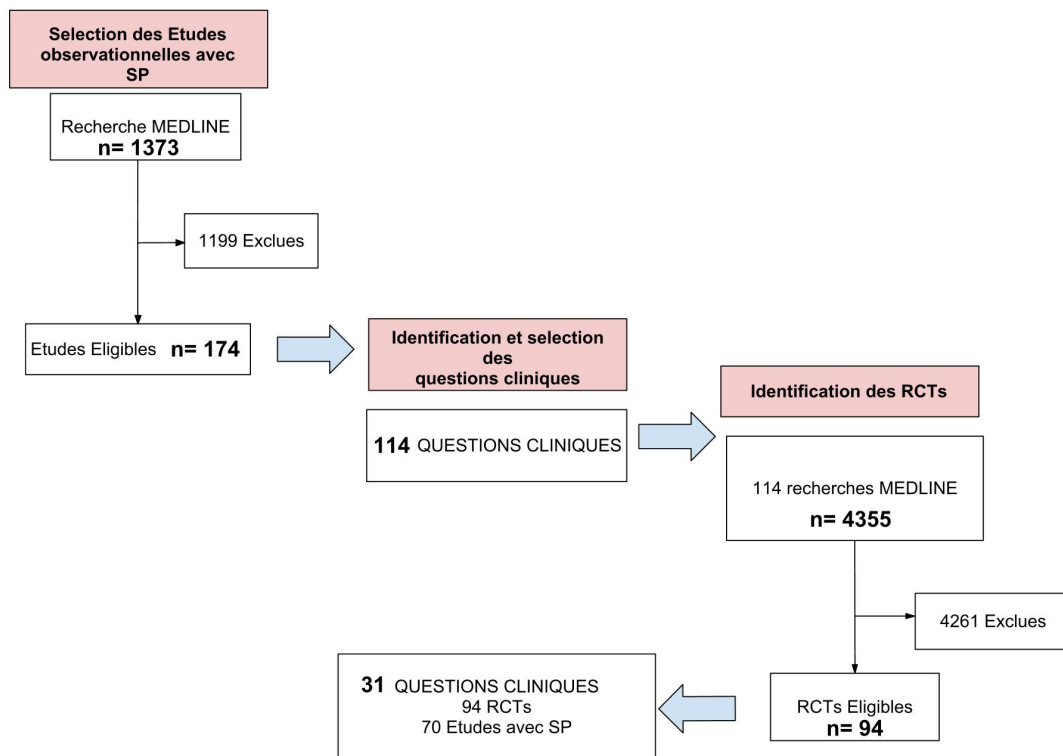 Selection des Etudes
observationnelles avec
SP
Recherche MEDLINE
n= 1373
1199 Exclues
Etudes Eligibles n= 174
Identification et selection
des
questions cliniques
114 QUESTIONS CLINIQUES
Identification des RCTs
114 recherches MEDLINE
n= 4355
4261 Exclues
RCTs Eligibles
n= 94
31 QUESTIONS CLINIQUES
94 RCTs
70 Etudes avec SP